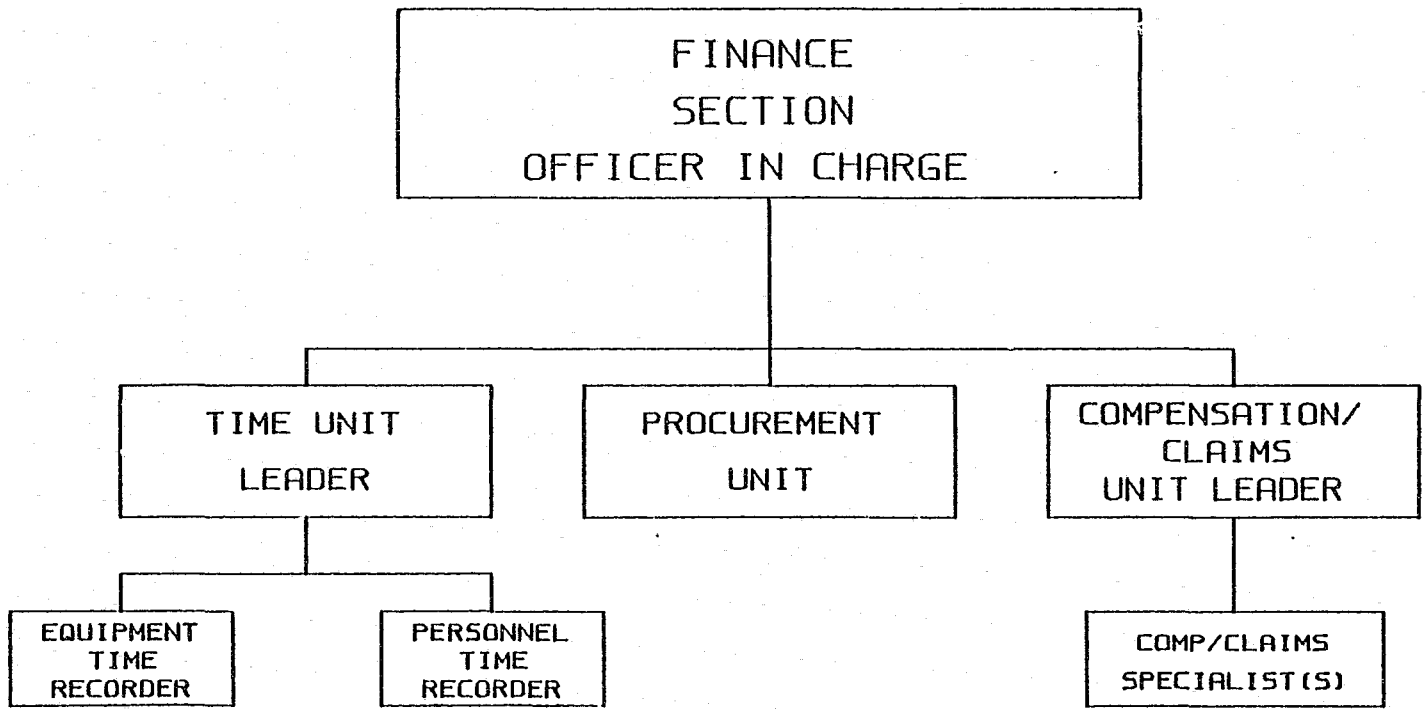 FINANCE
SECTION
OFFICER IN CHARGE
TIME UNIT
LEADER
PROCUREMENT
UNIT
COMPENSATION/
CLAIMS
UNIT LEADER
EQUIPMENT
TIME
RECORDER
PERSONNEL
TIME
RECORDER
COMP/CLAIMS
SPECIALIST(S)